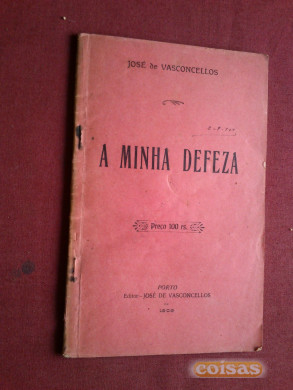 JOSÉ de VASCONCELLOS
A MINHA DEFEZA
Preço 100 rs.
PORTO
Editor-JOSÉ DE VASCONCELLOS
coisas